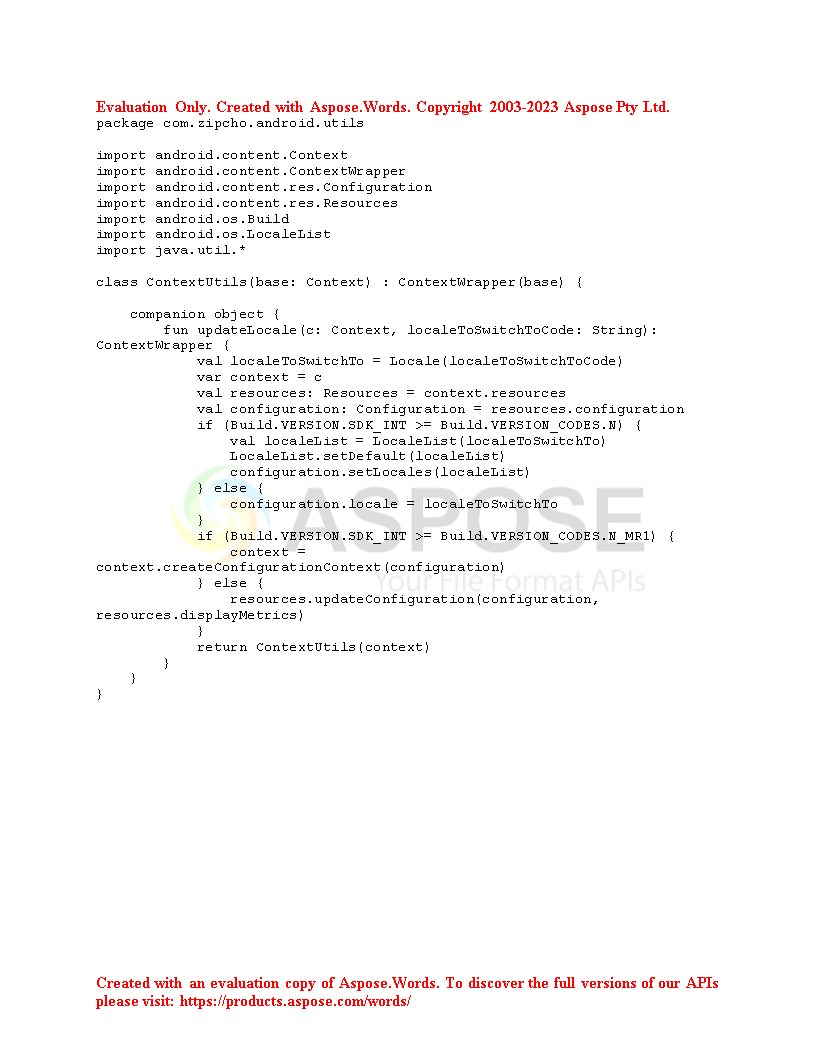 Evaluation Only. Created with Aspose.Words. Copyright 2003-2023 Aspose Pty Ltd.
package com.zipcho.android.utils

import android.content.Context
import android.content.ContextWrapper
import android.content.res.Configuration
import android.content.res.Resources
import android.os.Build
import android.os.LocaleList
import java.util.*

class ContextUtils(base: Context) : ContextWrapper(base) {

    companion object {
        fun updateLocale(c: Context, localeToSwitchToCode: String):
ContextWrapper {
            val localeToSwitchTo = Locale(localeToSwitchToCode)
            var context = c
            val resources: Resources = context.resources
            val configuration: Configuration = resources.configuration
            if (Build.VERSION.SDK_INT >= Build.VERSION_CODES.N) {
                val localeList = LocaleList(localeToSwitchTo)
                LocaleList.setDefault(localeList)
                configuration.setLocales(localeList)
            } else {
                configuration.locale = localeToSwitchTo
            }
            if (Build.VERSION.SDK_INT >= Build.VERSION_CODES.N_MR1) {
                context =
context.createConfigurationContext(configuration)
            } else {
                resources.updateConfiguration(configuration,
resources.displayMetrics)
            }
            return ContextUtils(context)
        }
    }
}
ASPOSE
Your File Format APIs
Created with an evaluation copy of Aspose.Words. To discover the full versions of our APIs
please visit: https://products.aspose.com/words/